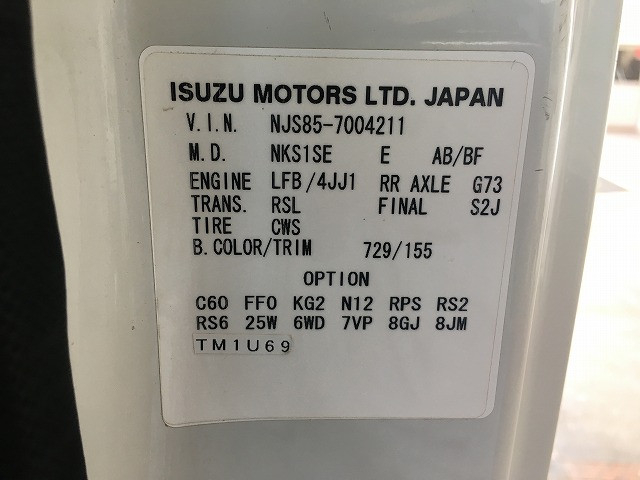 ISUZU MOTORS LTD. JAPAN
V.I.N. NJS85-7004211
M.D. NKS1SE E AB/BF
ENGINE LFB/4JJ1 RR AXLE G73
TRANS. RSL FINAL S2J
TIRE CWS
B.COLOR/TRIM 729/155
OPTION
C60 FF0 KG2 N12 RPS RS2
RS6 25W 6WD 7VP 8GJ 8JM
TM1U69